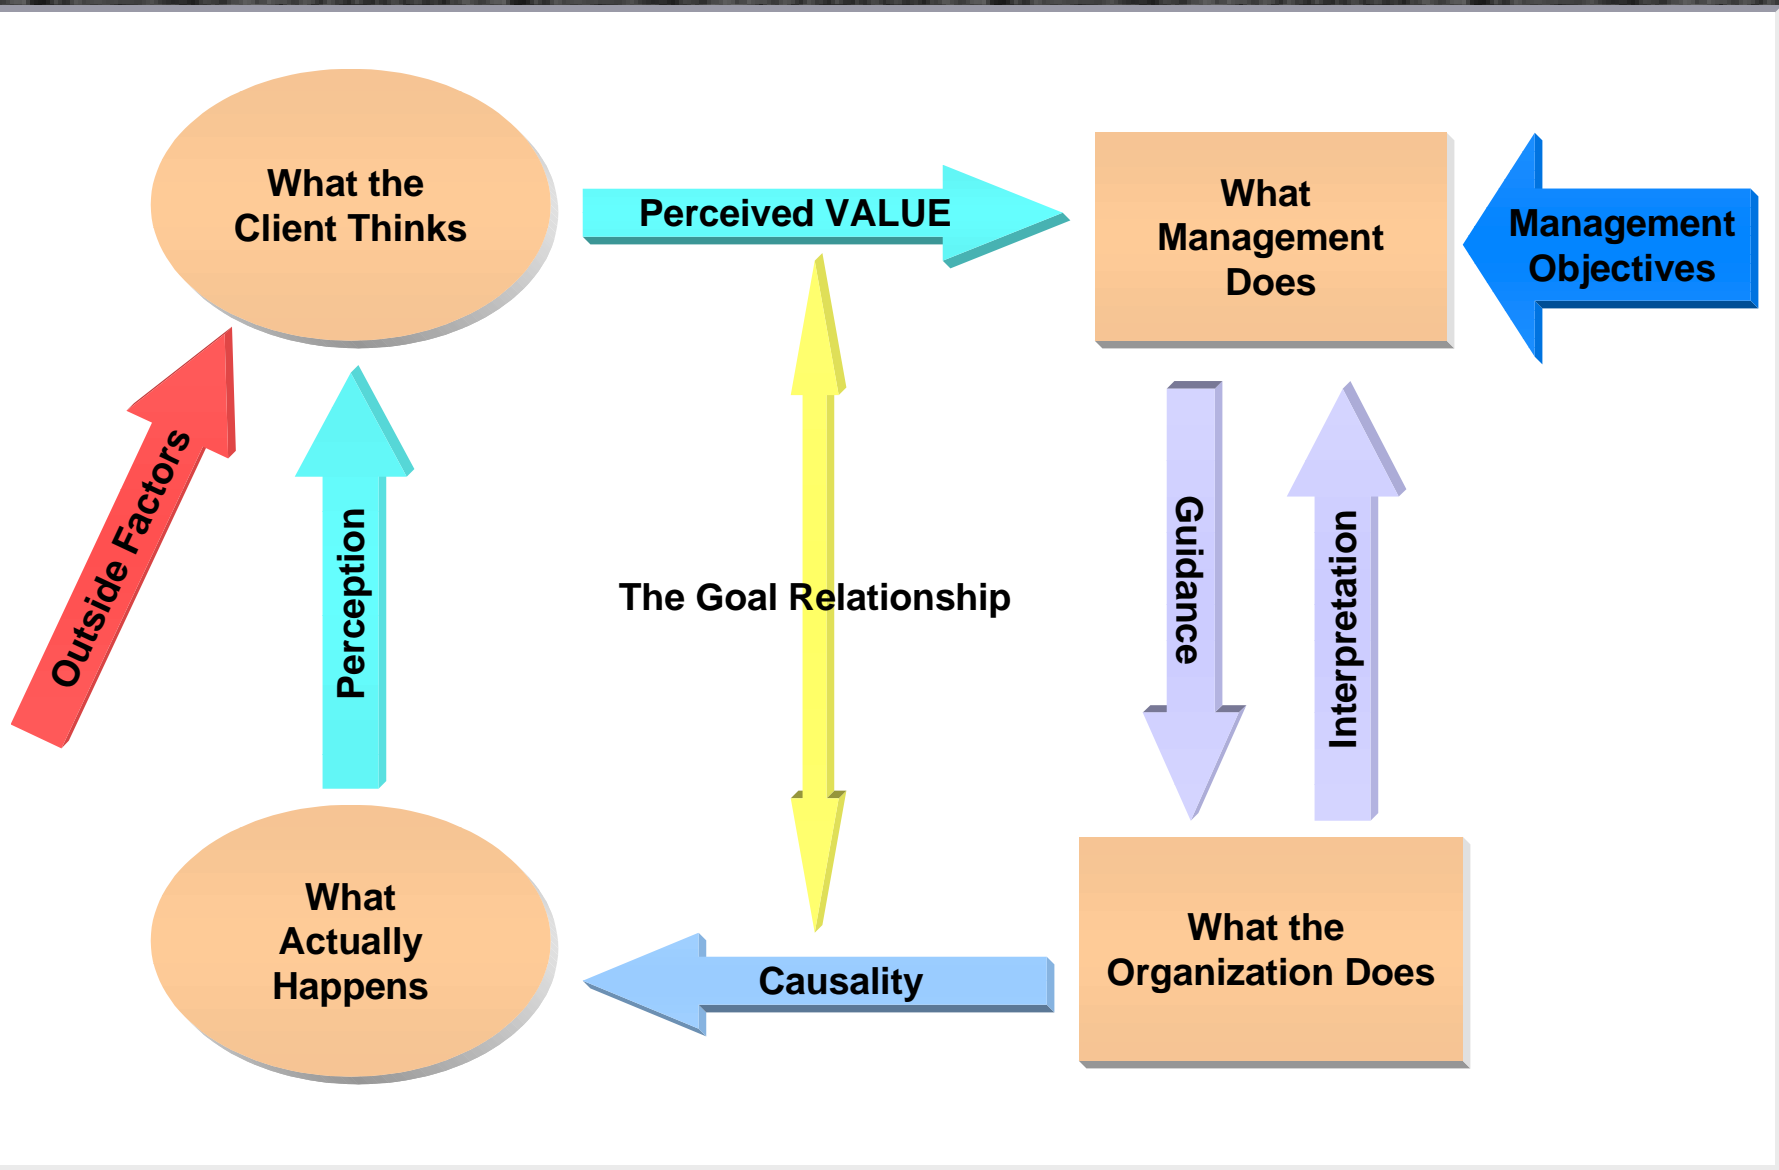 What the
Client Thinks
Perceived VALUE
What
Management
Does
Management
Objectives
Outside Factors
Perception
The Goal Relationship
Guidance
Interpretation
What
Actually
Happens
Causality
What the
Organization Does